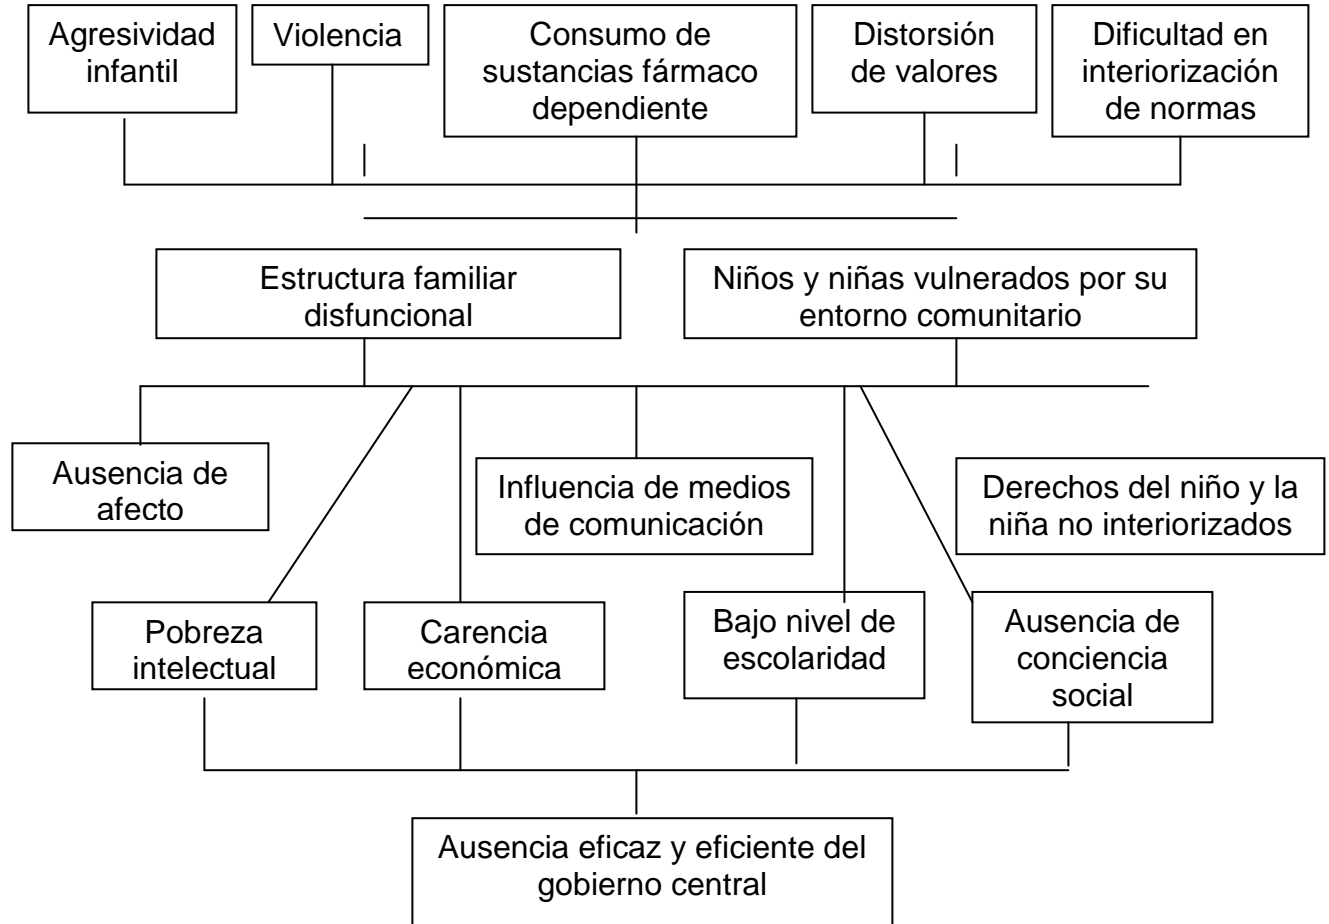 Agresividad
infantil
Violencia
Consumo de
sustancias fármaco
dependiente
Distorsión
de valores
Dificultad en
interiorización
de normas
Estructura familiar
disfuncional
Niños y niñas vulnerados por su
entorno comunitario
Ausencia de
afecto
Influencia de medios
de comunicación
Derechos del niño y la
niña no interiorizados
Pobreza
intelectual
Carencia
económica
Bajo nivel de
escolaridad
Ausencia de
conciencia
social
Ausencia eficaz y eficiente del
gobierno central